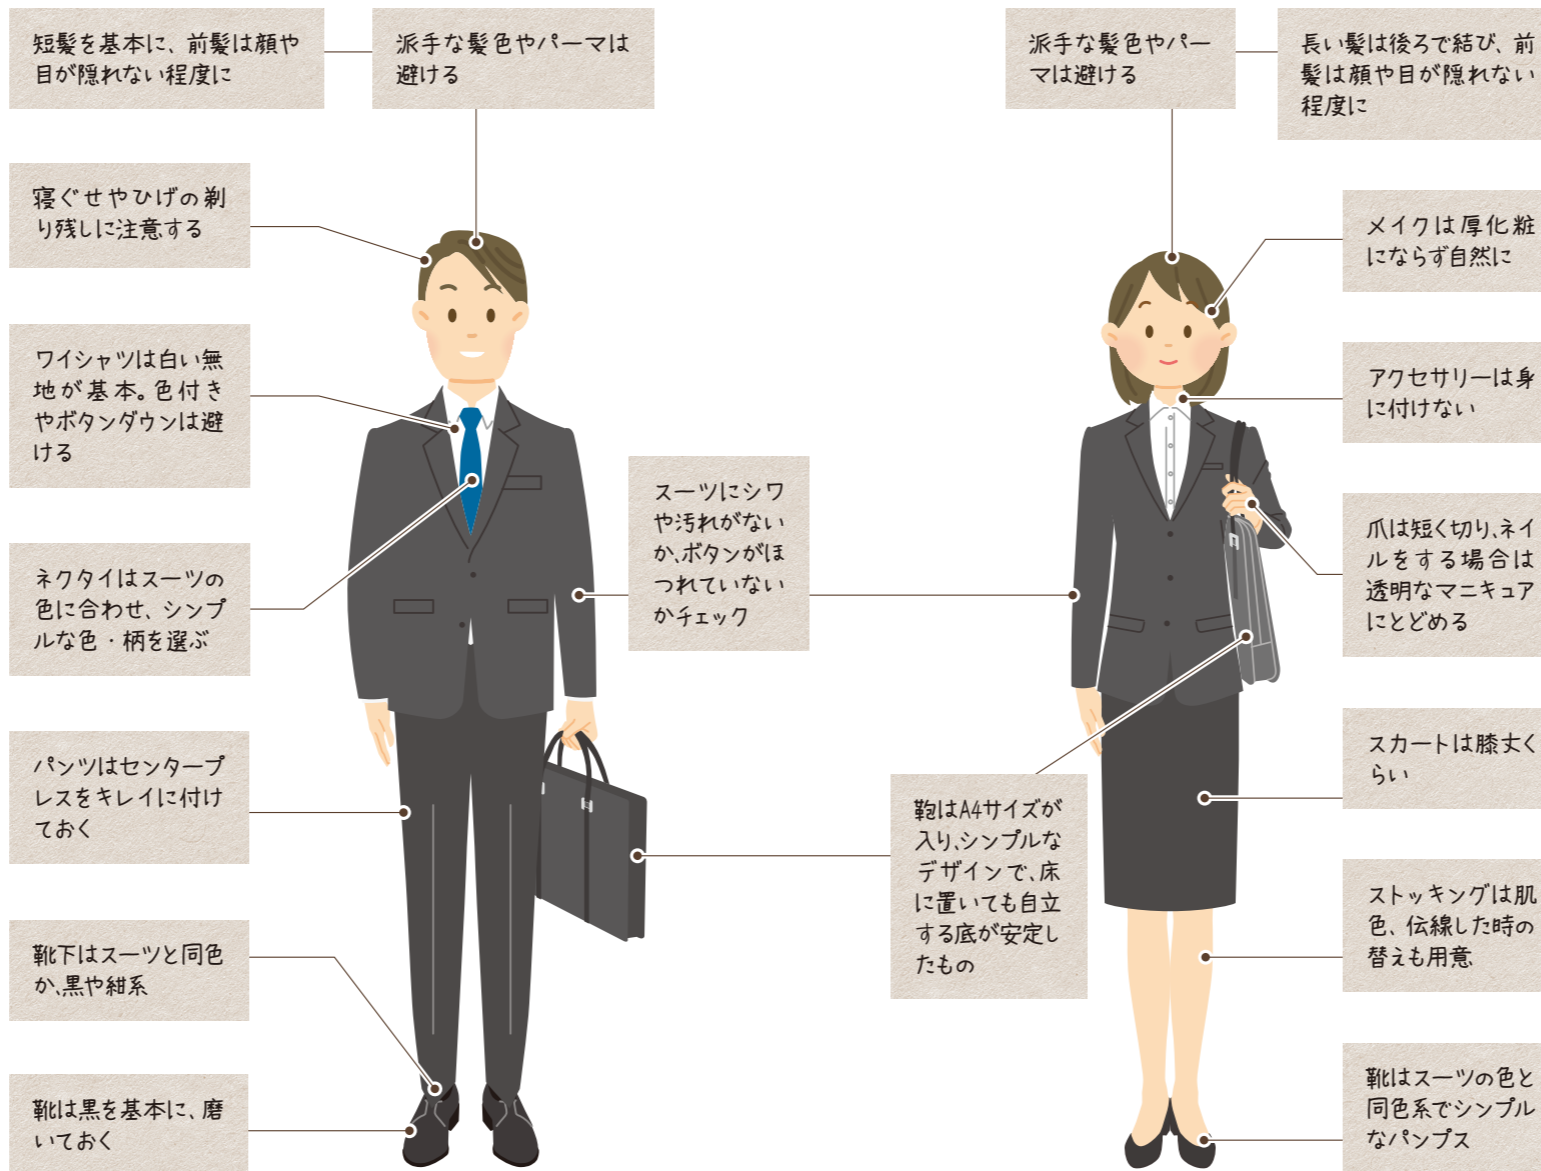 短髪を基本に、前髪は顔や
目が隠れない程度に
派手な髪色やパーマは
避ける
寝ぐせやひげの剃
り残しに注意する
ワイシャツは白い無
地が基本。色付き
やボタンダウンは避
ける
ネクタイはスーツの
色に合わせ、シンプ
ルな色・柄を選ぶ
パンツはセンタープ
レスをキレイに付け
ておく
靴下はスーツと同色
か、黒や紺系
靴は黒を基本に、磨
いておく
スーツにシワ
や汚れがない
か、ボタンがほ
つれていない
かチェック
鞄はA4サイズが
入り、シンプルな
デザインで、床
に置いても自立
する底が安定し
たもの
派手な髪色やパー
マは避ける
長い髪は後ろで結び、前
髪は顔や目が隠れない
程度に
メイクは厚化粧
にならず自然に
アクセサリーは身
に付けない
爪は短く切り、ネイ
ルをする場合は
透明なマニキュア
にとどめる
スカートは膝丈く
らい
ストッキングは肌
色、伝線した時の
替えも用意
靴はスーツの色と
同色系でシンプル
なパンプス